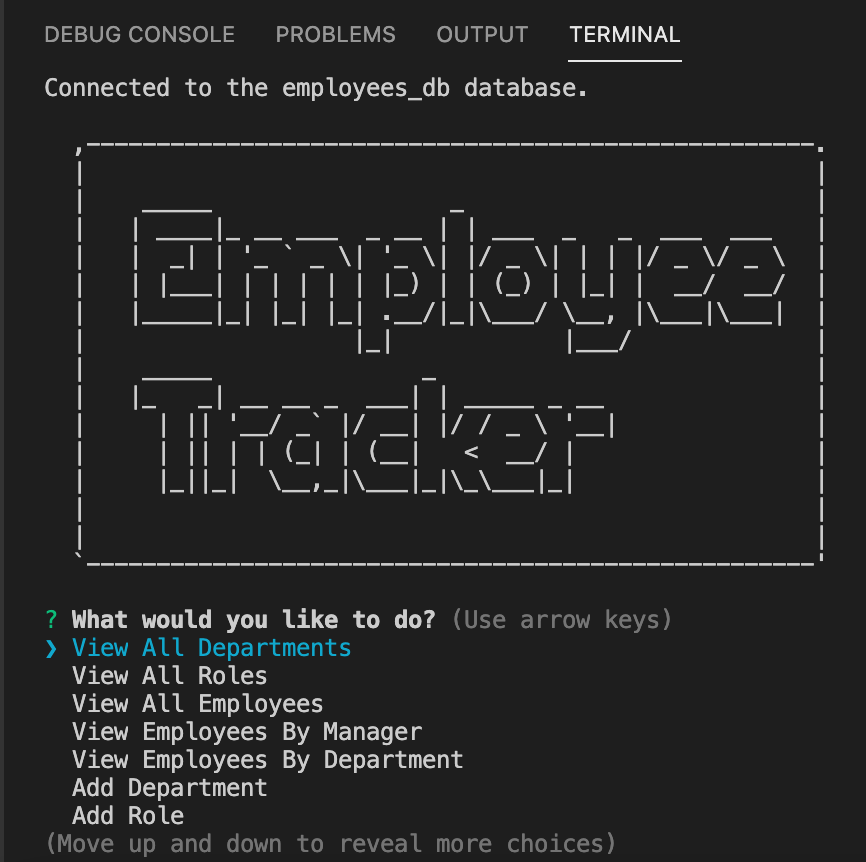 DEBUG CONSOLE PROBLEMS OUTPUT TERMINAL
Connected to the employees_db database.
Employee
Tracker
? What would you like to do? (Use arrow keys)
❯ View All Departments
View All Roles
View All Employees
View Employees By Manager
View Employees By Department
Add Department
Add Role
(Move up and down to reveal more choices)